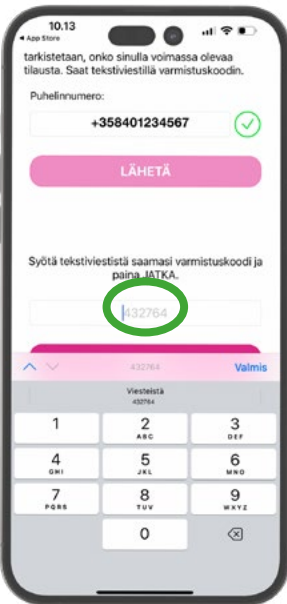 10.13
◀ App Store
tarkistetaan, onko sinulla voimassa olevaa
tilausta. Saat tekstiviestillä varmistuskoodin.
Puhelinnumero:
+358401234567
LÄHETÄ
Syötä tekstiviestistä saamasi varmistuskoodi ja
paina JATKA.
432764
432764
Valmis
Viesteistä
432764
1
2
ABC
3
DEF
4
GHI
5
JKL
6
MNO
7
PQRS
8
TUV
9
WXYZ
0